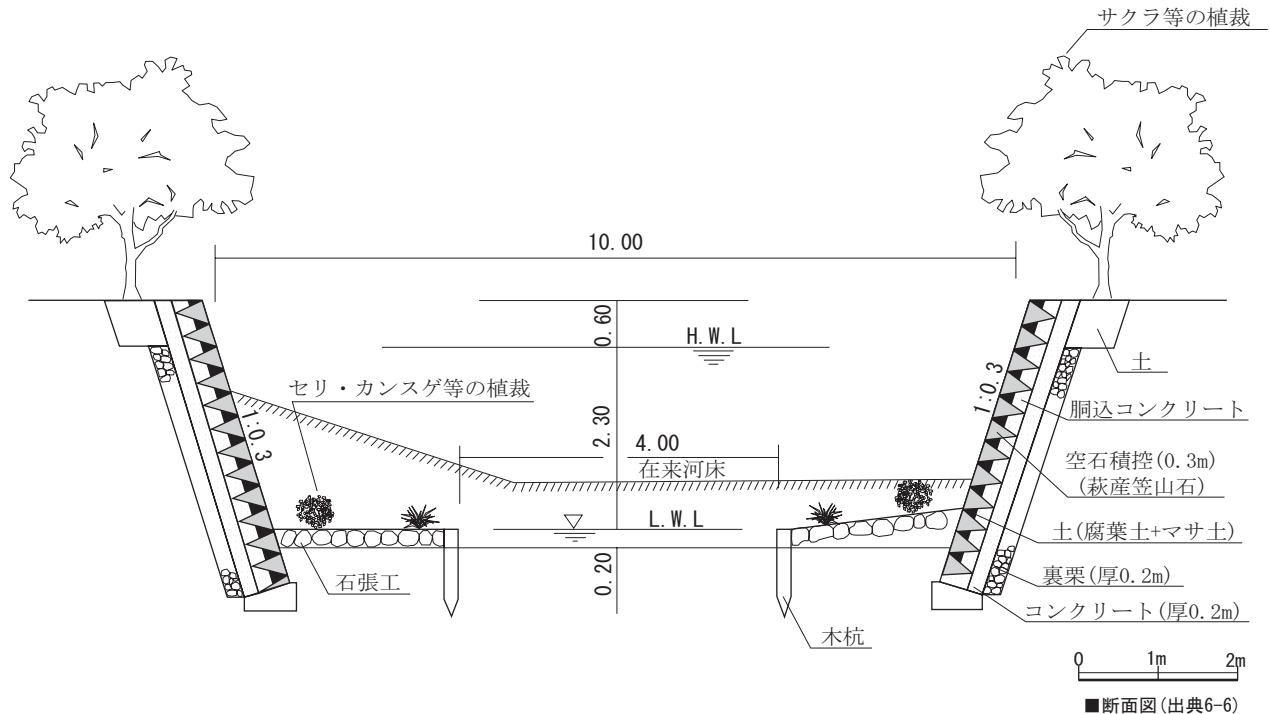 サクラ等の植裁
10.00
0.60
H.W.L
土
セリ・カンスゲ等の植裁
1:0.3
1:0.3
胴込コンクリート
2.30
4.00
在来河床
空石積控(0.3m)
(萩産笠山石)
L.W.L
土(腐葉土+マサ土)
石張工
0.20
裏栗(厚0.2m)
コンクリート(厚0.2m)
木杭
0 1m 2m
■断面図(出典6-6)